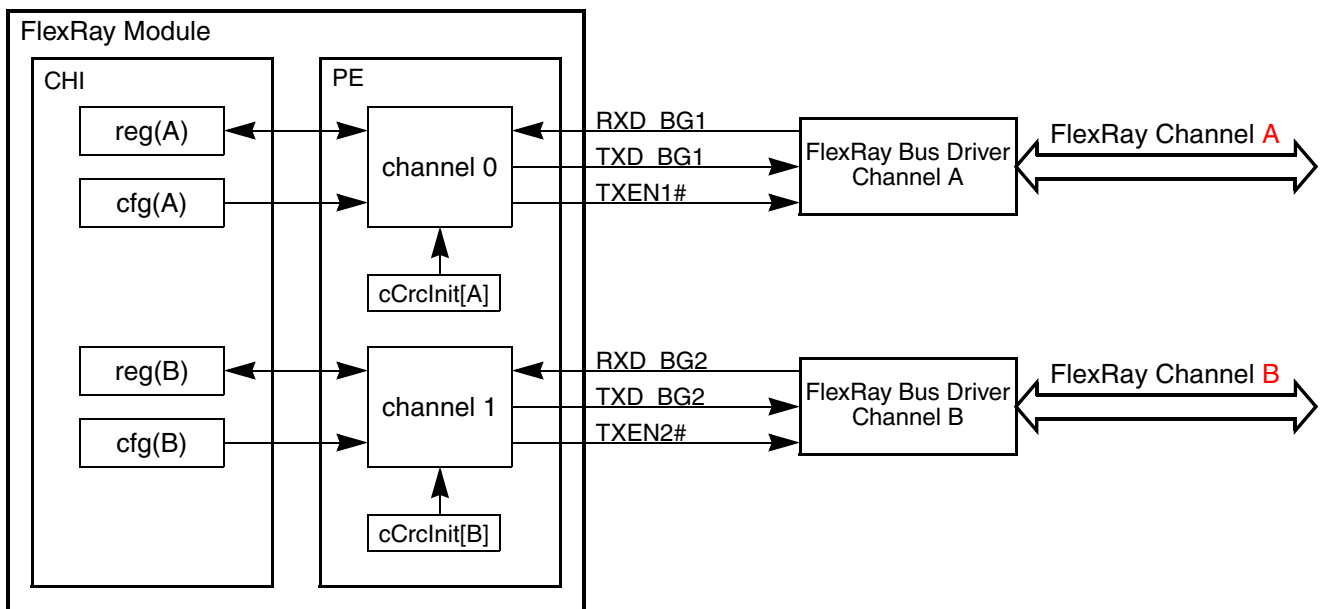 FlexRay Module
CHI
PE
reg(A)
cfg(A)
channel 0
cCrcInit[A]
RXD_BG1
TXD_BG1
TXEN1#
FlexRay Bus Driver
Channel A
FlexRay Channel A
reg(B)
cfg(B)
channel 1
cCrcInit[B]
RXD_BG2
TXD_BG2
TXEN2#
FlexRay Bus Driver
Channel B
FlexRay Channel B